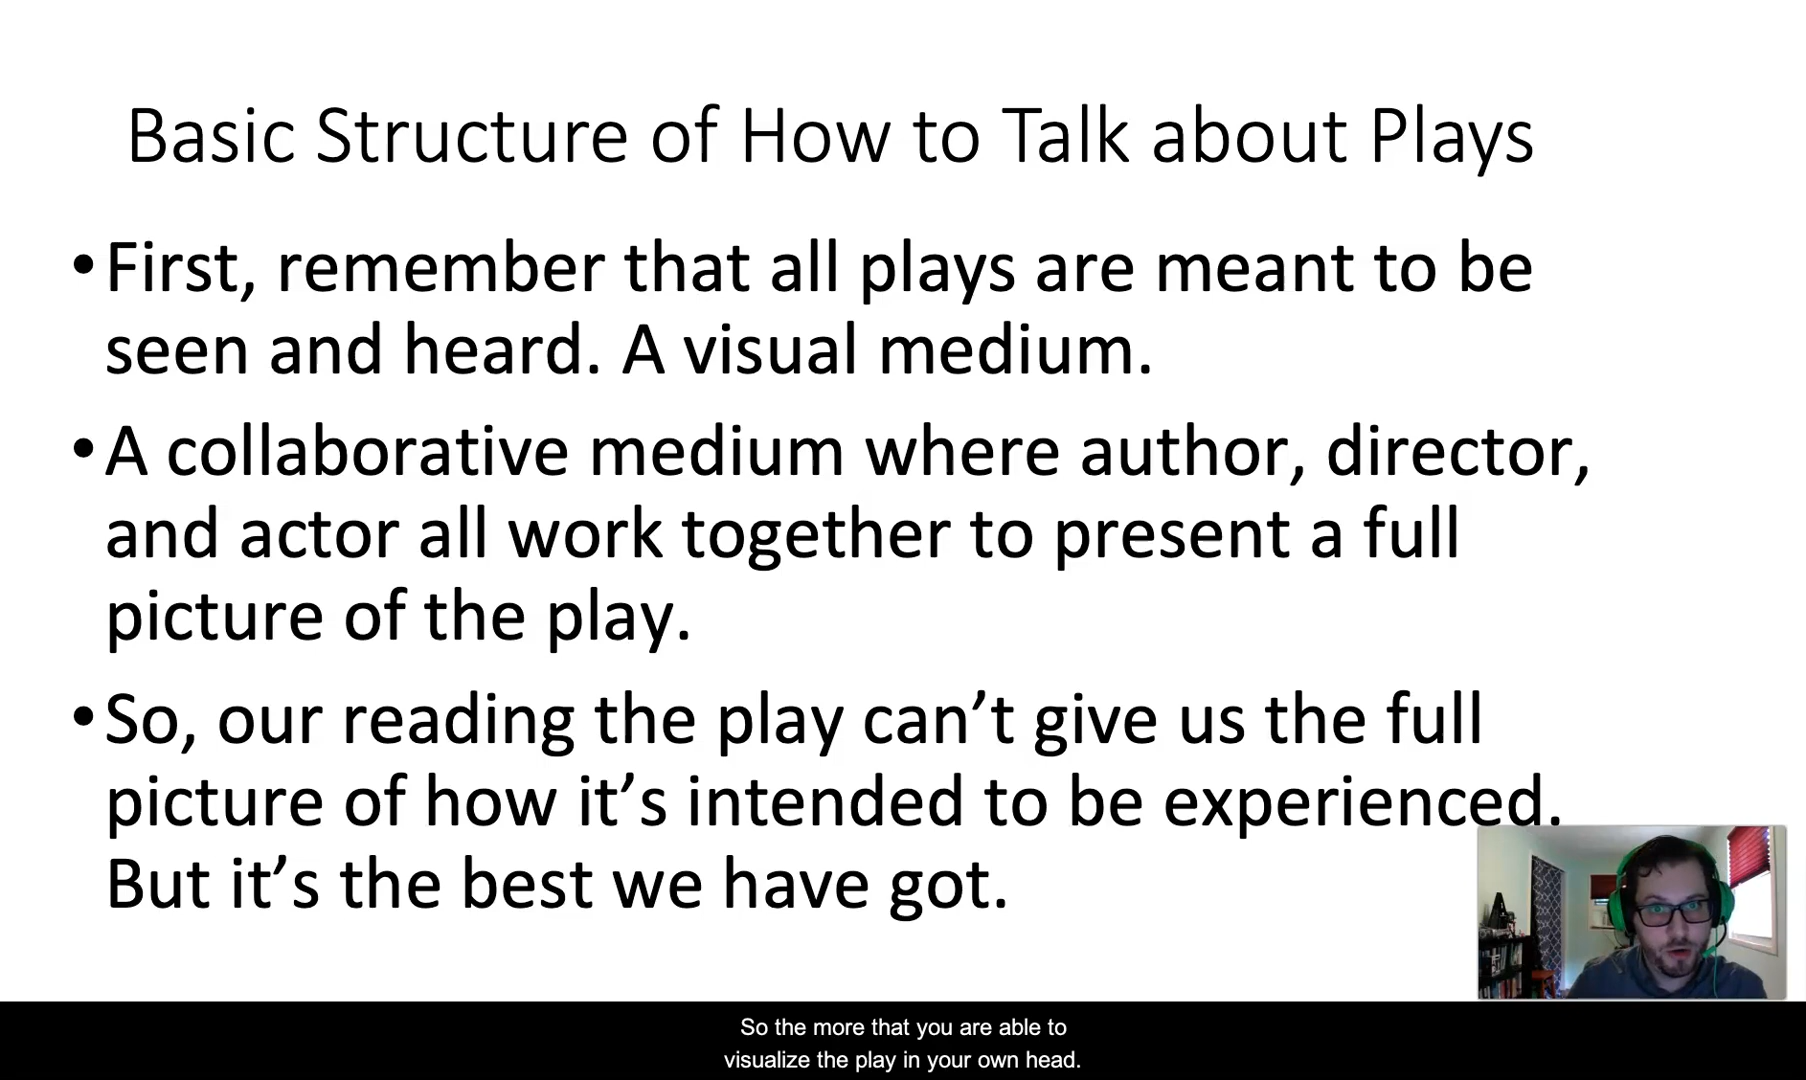 Basic Structure of How to Talk about Plays
•First, remember that all plays are meant to be
seen and heard. A visual medium.
•A collaborative medium where author, director,
and actor all work together to present a full
picture of the play.
•So, our reading the play can’t give us the full
picture of how it’s intended to be experienced.
But it’s the best we have got.
So the more that you are able to
visualize the play in your own head.